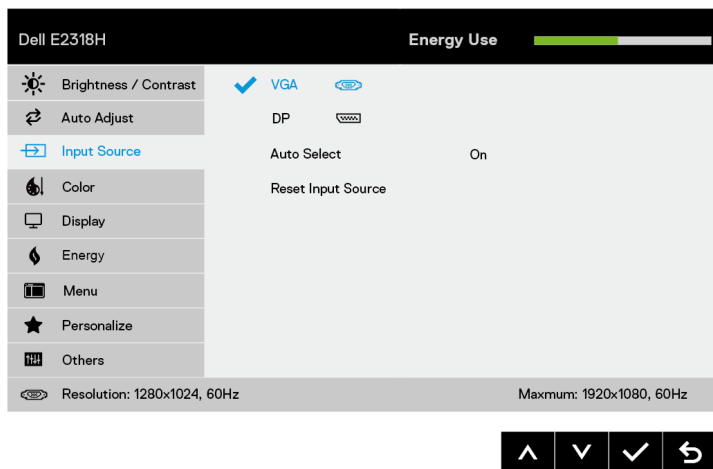 Dell E2318H Energy Use
Brightness / Contrast VGA
Auto Adjust DP
Input Source Auto Select On
Color Reset Input Source
Display
Energy
Menu
Personalize
Others
Resolution: 1280x1024, 60Hz Maxmum: 1920x1080, 60Hz